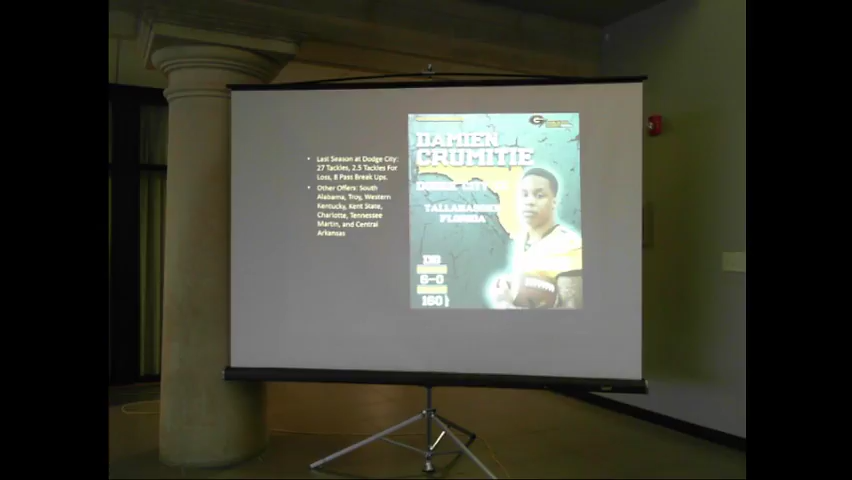 • Last Season at Dodge City:
27 Tackles, 2.5 Tackles For
Loss, 8 Pass Break Ups.
• Other Offers: South
Alabama, Troy, Western
Kentucky, Kent State,
Charlotte, Tennessee
Martin, and Central
Arkansas
DAMIEN
CRUMITIE
DODGE CITY
TALLAHASSEE
FLORIDA
DB
6-0
160